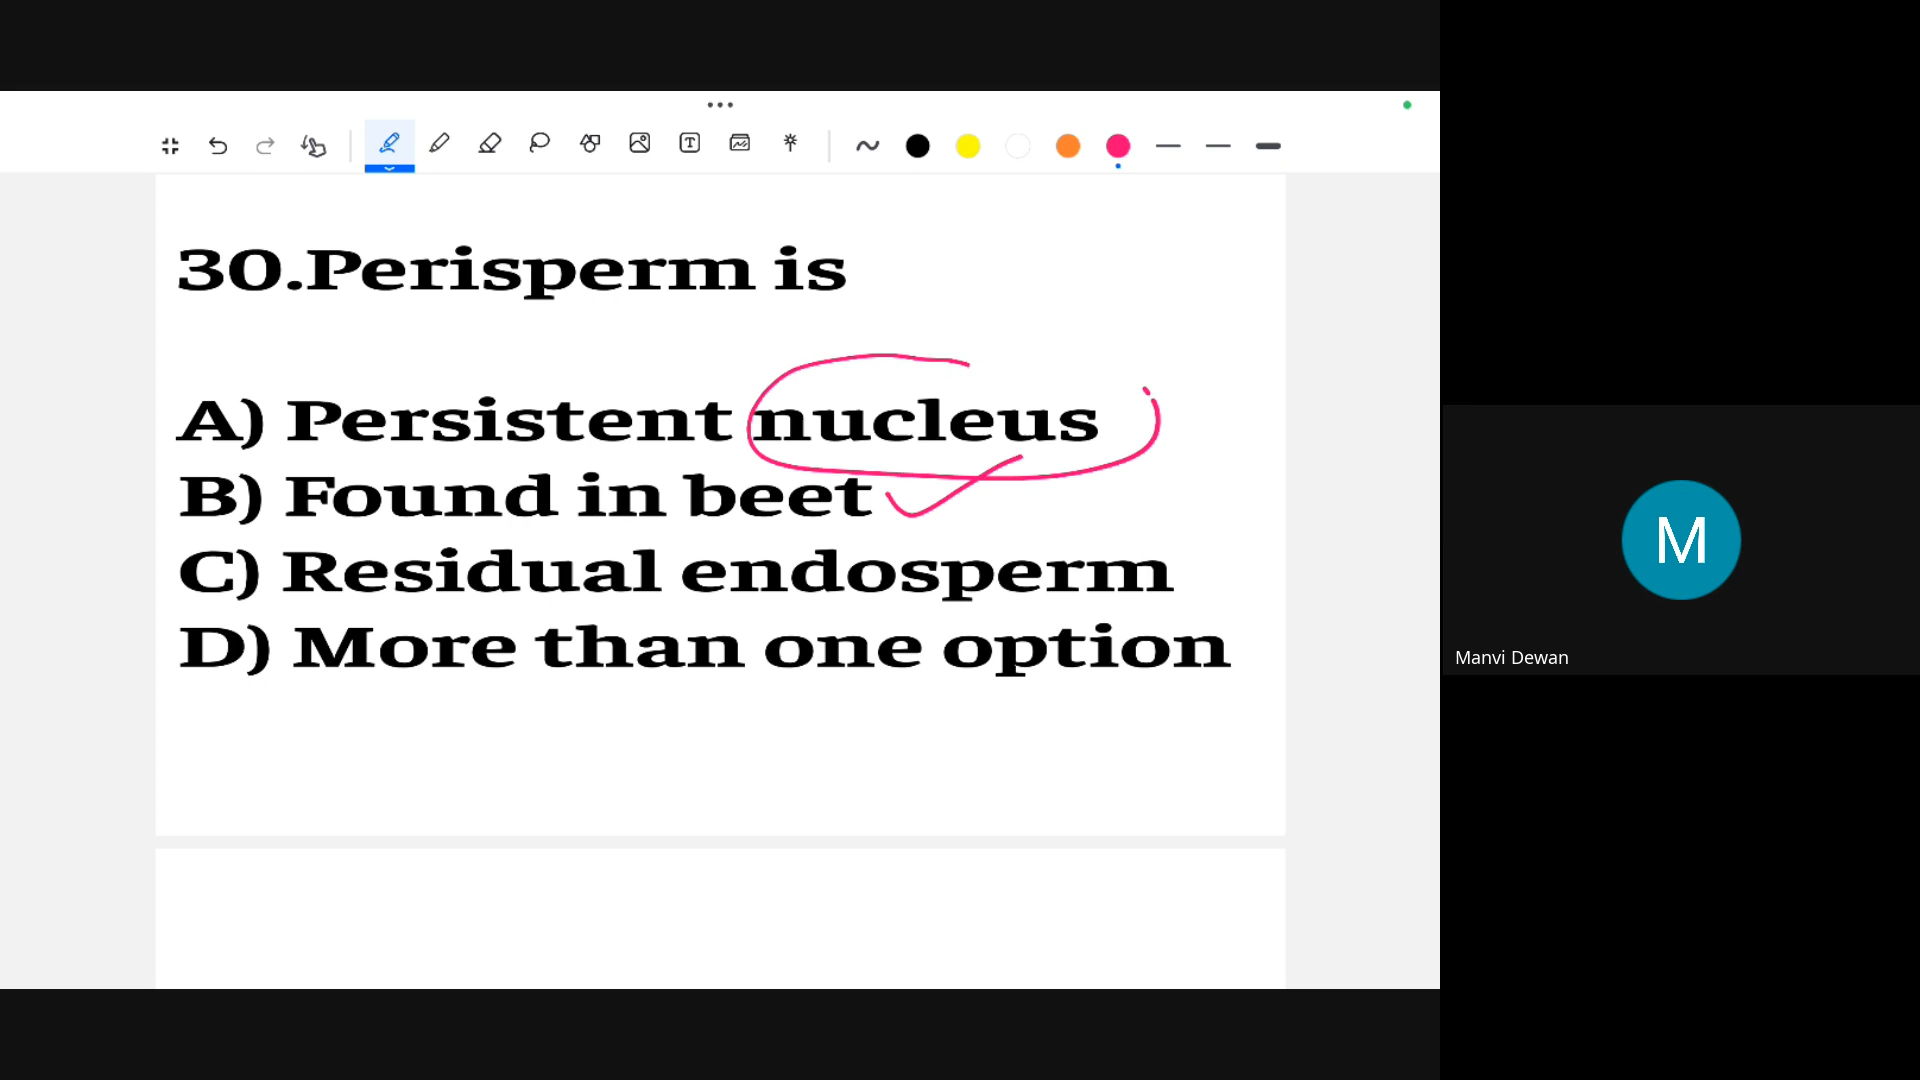 30.Perisperm is
A) Persistent nucleus
B) Found in beet
C) Residual endosperm
D) More than one option
M
Manvi Dewan